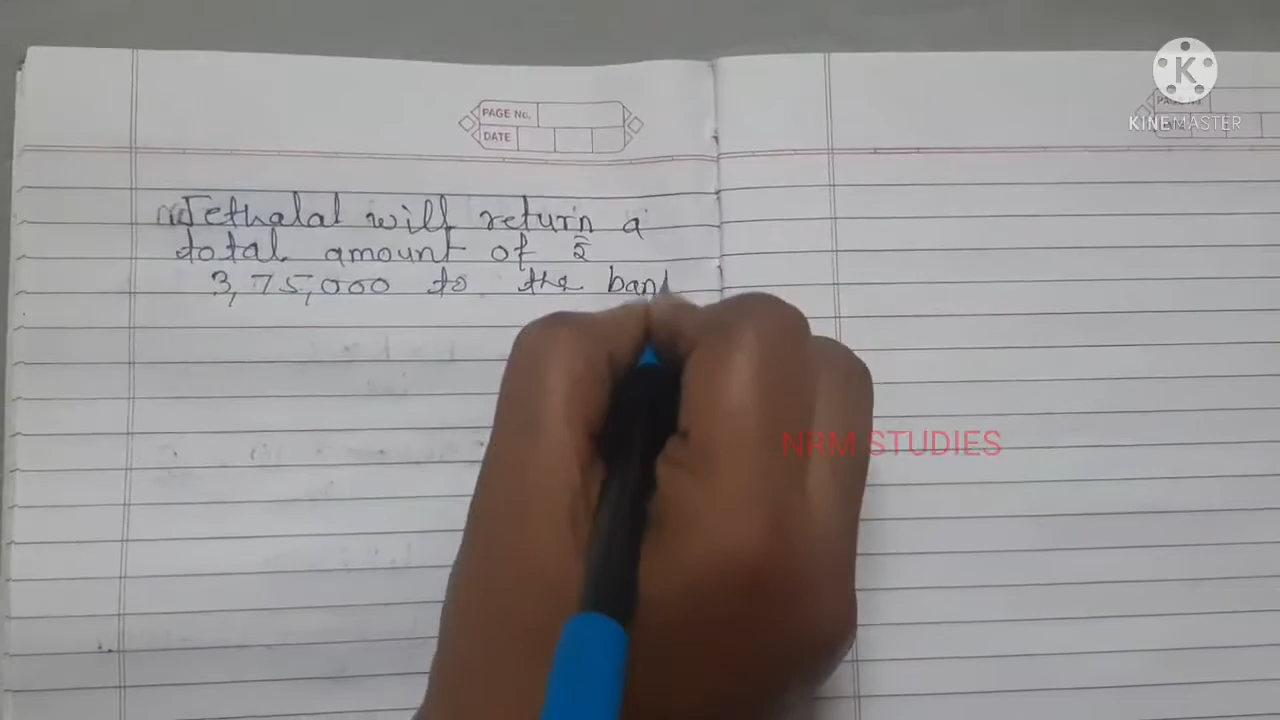 PAGE No.
DATE
Jethalal will return a
total amount of ₹
3,75,000 to the ban
K
KINEMASTER
NRM STUDIES